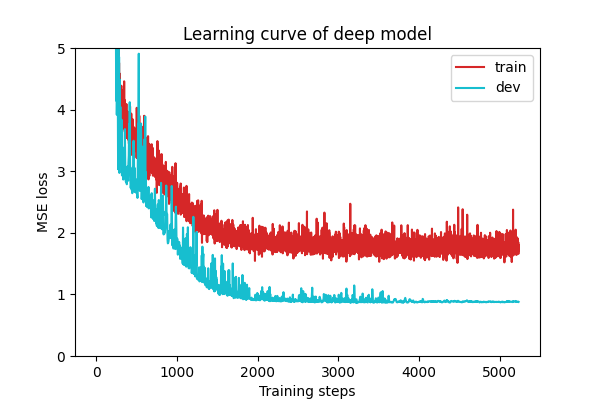 Learning curve of deep model
train
dev
MSE loss
5
4
3
2
1
0
0 1000 2000 3000 4000 5000
Training steps